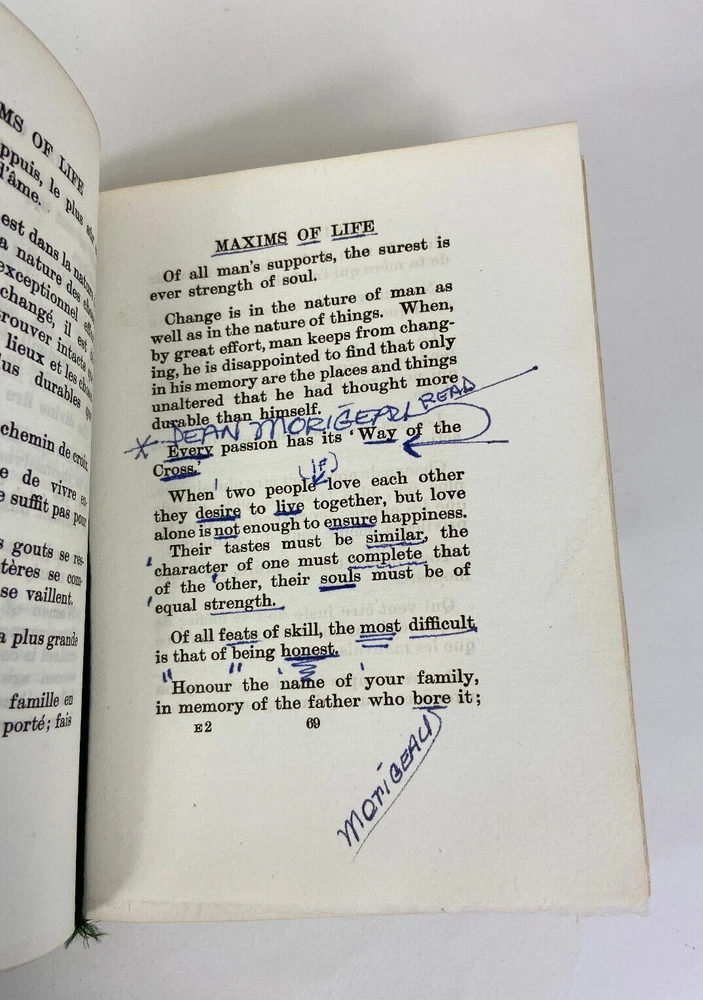 MS OF LIFE
ppuis, le plus
d'âme.
est dans la nature
a nature des
exceptionnel
changé, il est
rouver intacts
lieux et les
lus durables
chemin de croix
e de vivre en-
e suffit pas pour
s gouts se res-
tères se com-
se vaillent.
a plus grande
famille en
porté; fais
MAXIMS OF LIFE
Of all man's supports, the surest is
ever strength of soul.
Change is in the nature of man as
well as in the nature of things. When,
by great effort, man keeps from chang-
ing, he is disappointed to find that only
in his memory are the places and things
unaltered that he had thought more
durable than himself.
DEAN MORIGEAU READ
Every passion has its 'Way of the
Cross.'
(IF)
When two people love each other
they desire to live together, but love
alone is not enough to ensure happiness.
Their tastes must be similar, the
character of one must complete that
of the other, their souls must be of
equal strength.
Of all feats of skill, the most difficult
is that of being honest.
Honour the name of your family,
in memory of the father who bore it;
E2 69
MORIGEAU